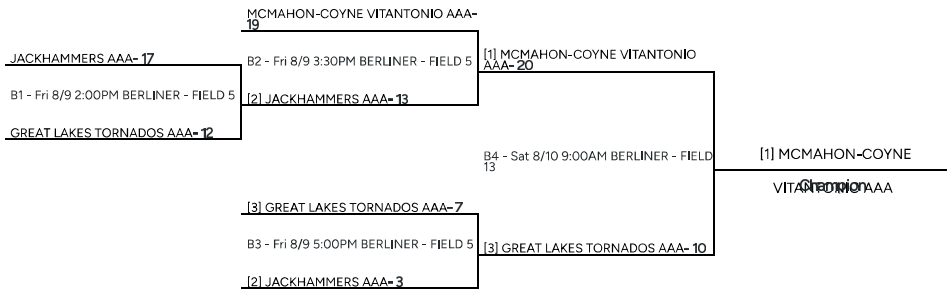 MCMAHON-COYNE VITANTONIO AAA-
19
JACKHAMMERS AAA- 17
B1 - Fri 8/9 2:00PM BERLINER - FIELD 5
GREAT LAKES TORNADOS AAA- 12
B2 - Fri 8/9 3:30PM BERLINER - FIELD 5
[2] JACKHAMMERS AAA- 13
[1] MCMAHON-COYNE VITANTONIO
AAA- 20
B4 - Sat 8/10 9:00AM BERLINER - FIELD
13
[3] GREAT LAKES TORNADOS AAA- 7
B3 - Fri 8/9 5:00PM BERLINER - FIELD 5
[2] JACKHAMMERS AAA- 3
[3] GREAT LAKES TORNADOS AAA- 10
[1] MCMAHON-COYNE
VITANTONIO AAA
Champion